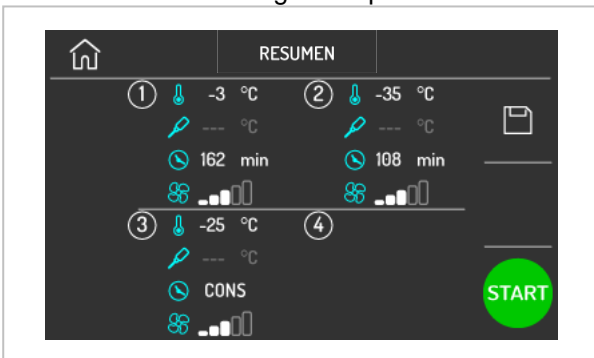 RESUMEN
1 -3 °C 2 -35 °C
--- °C --- °C
162 min 108 min
3 -25 °C 4
--- °C
CONS
START